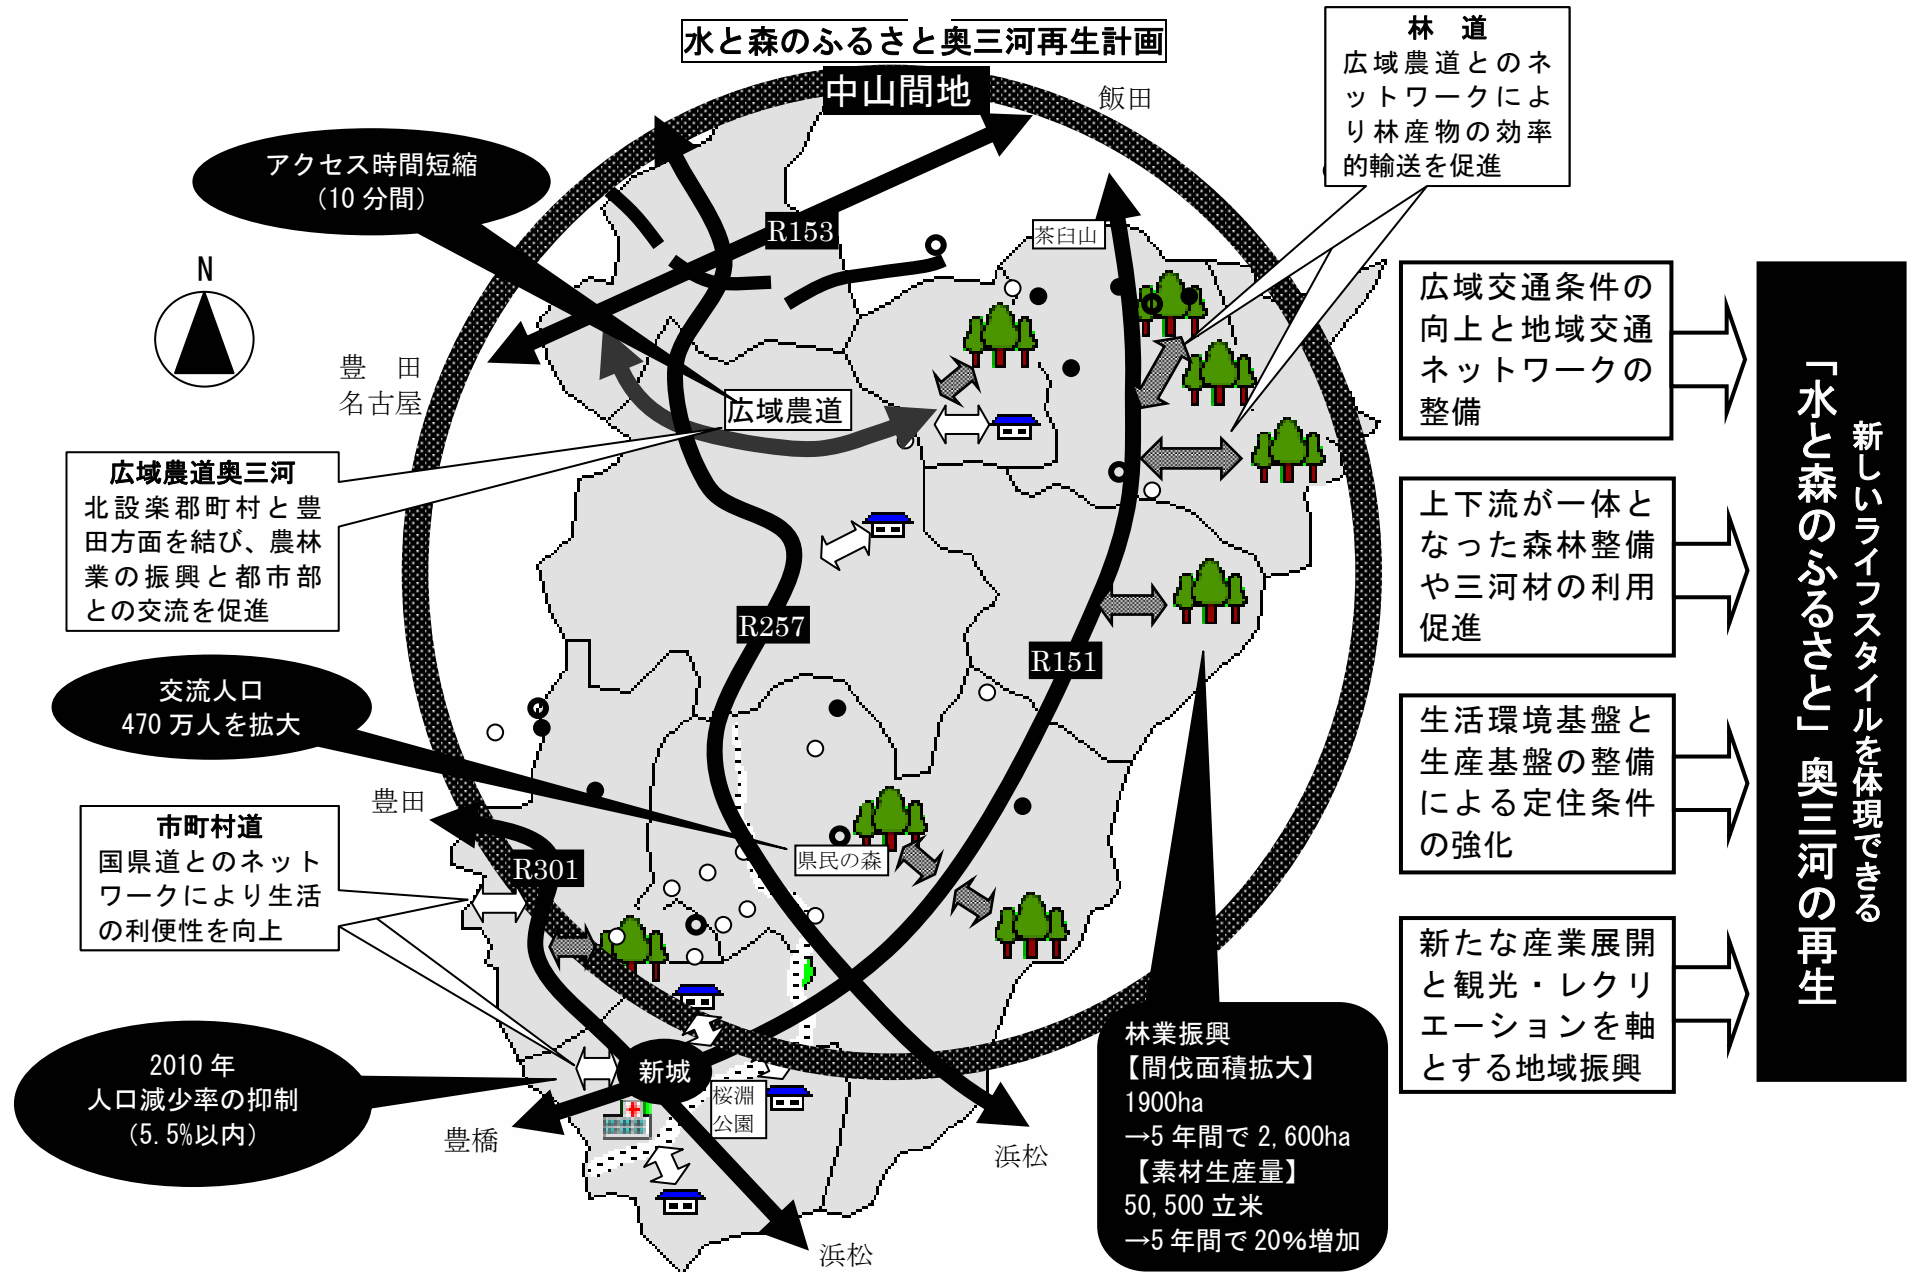 水と森のふるさと奥三河再生計画
中山間地
飯田
林　道
広域農道とのネ
ットワークによ
り林産物の効率
的輸送を促進
アクセス時間短縮
（10 分間）
N
R153
茶臼山
豊　田
名古屋
広域農道
広域農道奥三河
北設楽郡町村と豊
田方面を結び、農林
業の振興と都市部
との交流を促進
R257
R151
交流人口
470 万人を拡大
豊田
市町村道
国県道とのネット
ワークにより生活
の利便性を向上
R301
県民の森
2010 年
人口減少率の抑制
（5.5%以内）
新城
桜淵
公園
豊橋
浜松
浜松
林業振興
【間伐面積拡大】
1900ha
→5 年間で 2,600ha
【素材生産量】
50,500 立米
→5 年間で 20％増加
広域交通条件の
向上と地域交通
ネットワークの
整備
上下流が一体と
なった森林整備
や三河材の利用
促進
生活環境基盤と
生産基盤の整備
による定住条件
の強化
新たな産業展開
と観光・レクリ
エーションを軸
とする地域振興
新しいライフスタイルを体現できる
「水と森のふるさと」奥三河の再生